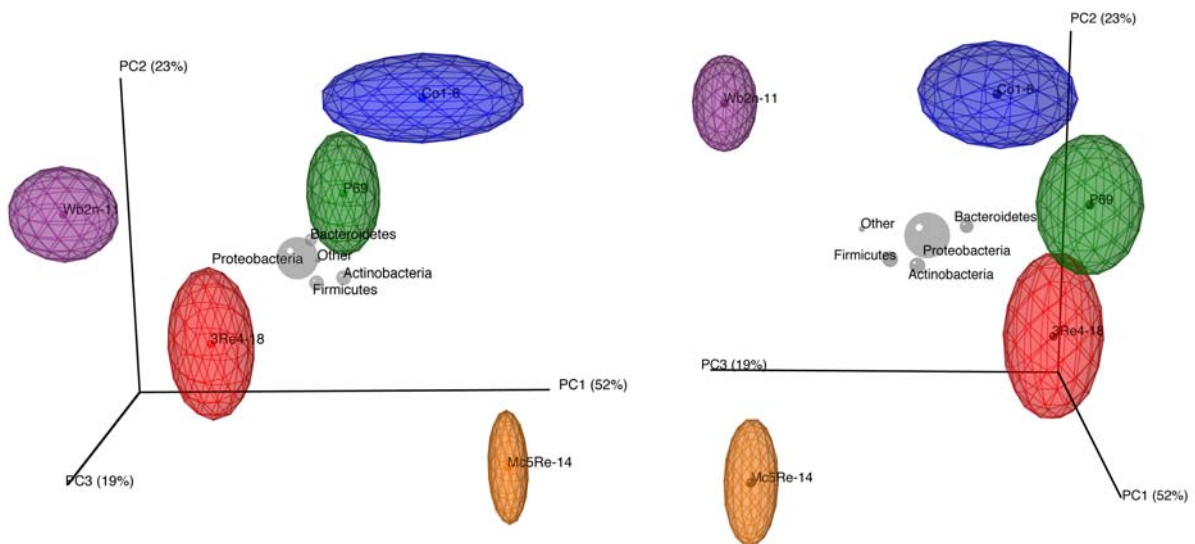 PC2 (23%)
Co1-8
P69
Wb2n-11
Bacteroidetes
Proteobacteria
Other
Actinobacteria
Firmicutes
3Re4-18
PC1 (52%)
Mc5Re-14
PC3 (19%)
PC2 (23%)
Wb2n-11
Co1-8
P69
Other
Bacteroidetes
Firmicutes
Proteobacteria
Actinobacteria
3Re4-18
PC3 (19%)
Mc5Re-14
PC1 (52%)